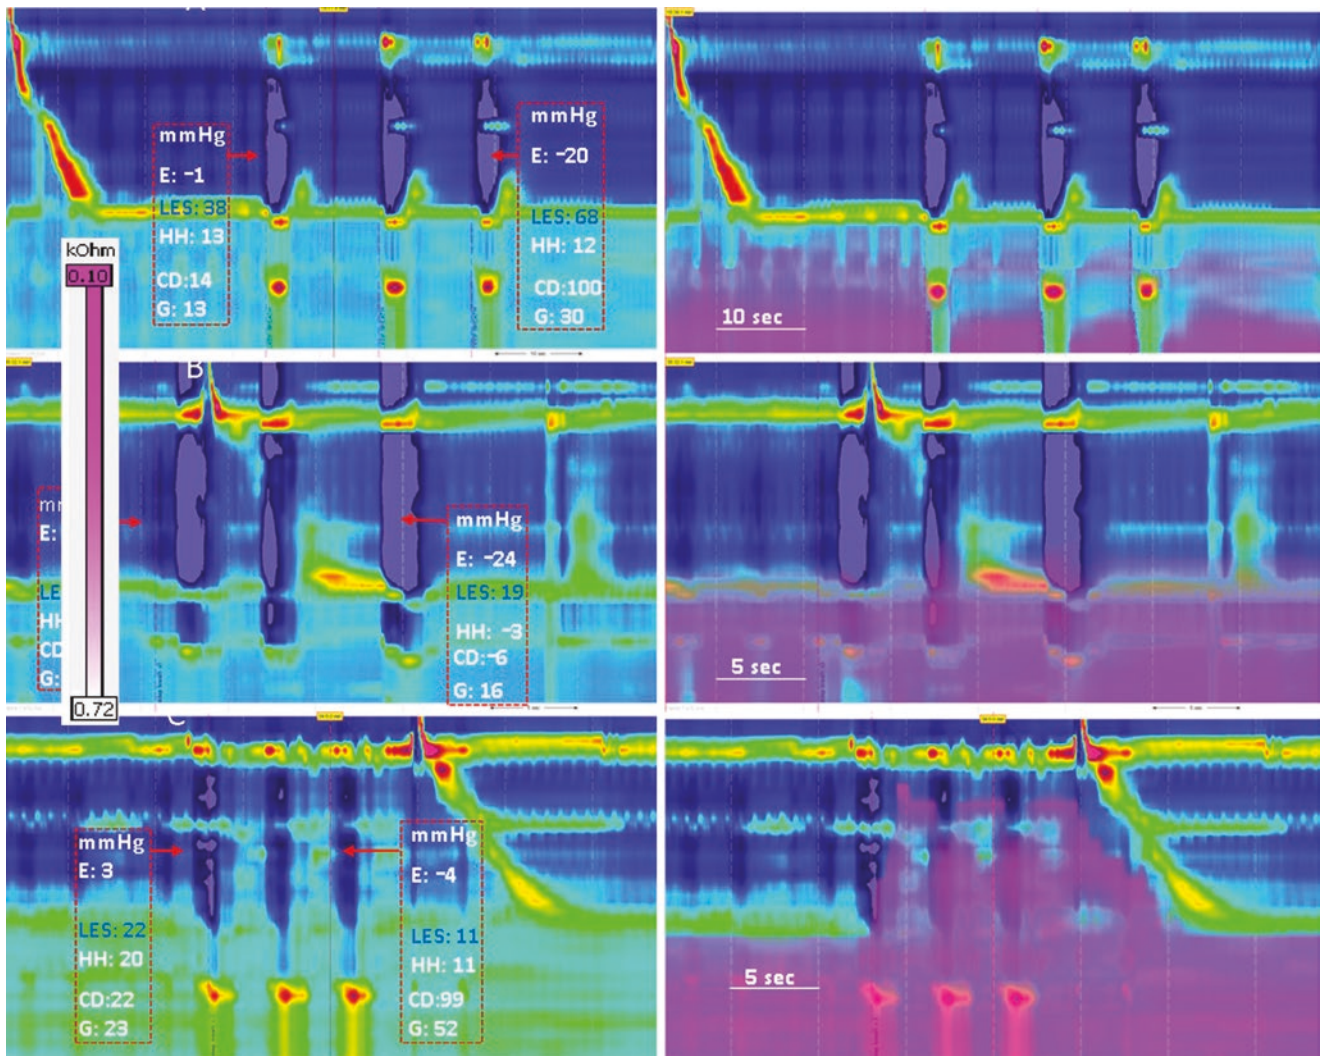 mmHg
E: -1
LES: 38
HH: 13
CD:14
G: 13
mmHg
E: -20
LES: 68
HH: 12
CD:100
G: 30
10 sec
kOhm
0.10
0.72
B
E:
G:
mmHg
E: -24
LES: 19
HH: -3
CD:-6
G: 16
5 sec
C
mmHg
E: 3
LES: 22
HH: 20
CD:22
G: 23
mmHg
E: -4
LES: 11
HH: 11
CD:99
G: 52
5 sec